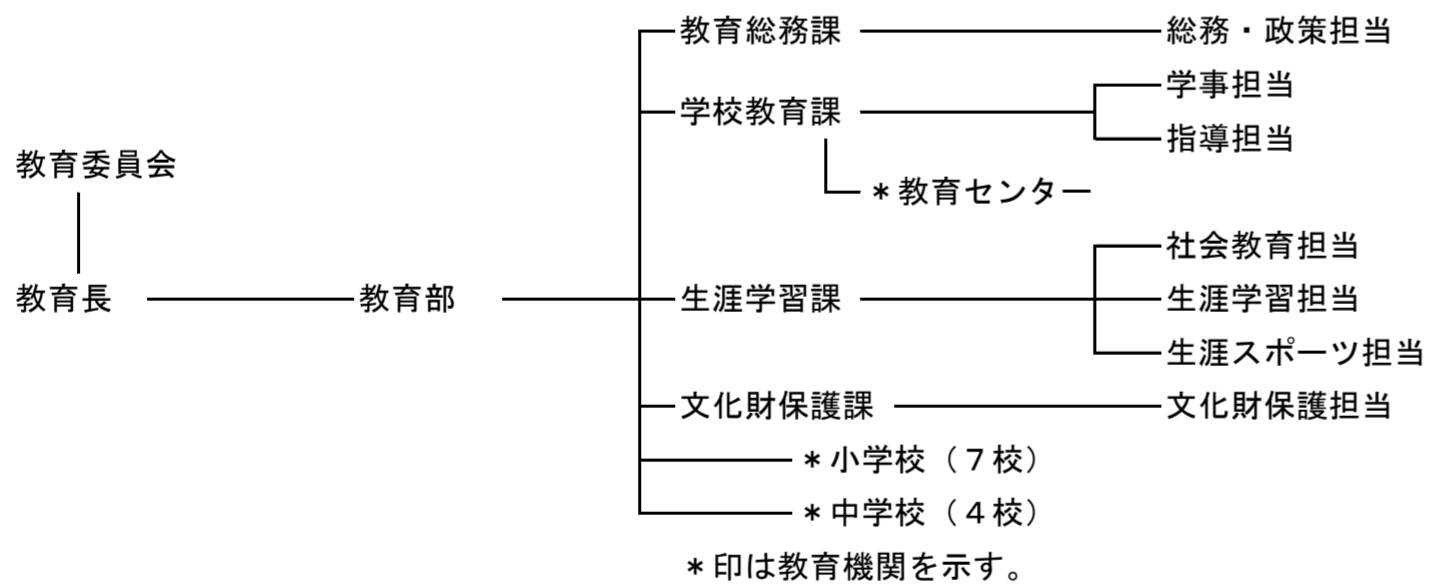 教育総務課 総務・政策担当
学事担当
学校教育課
指導担当
教育委員会
＊教育センター
社会教育担当
教育長 教育部 生涯学習課 生涯学習担当
生涯スポーツ担当
文化財保護課 文化財保護担当
＊小学校（７校）
＊中学校（４校）
＊印は教育機関を示す。